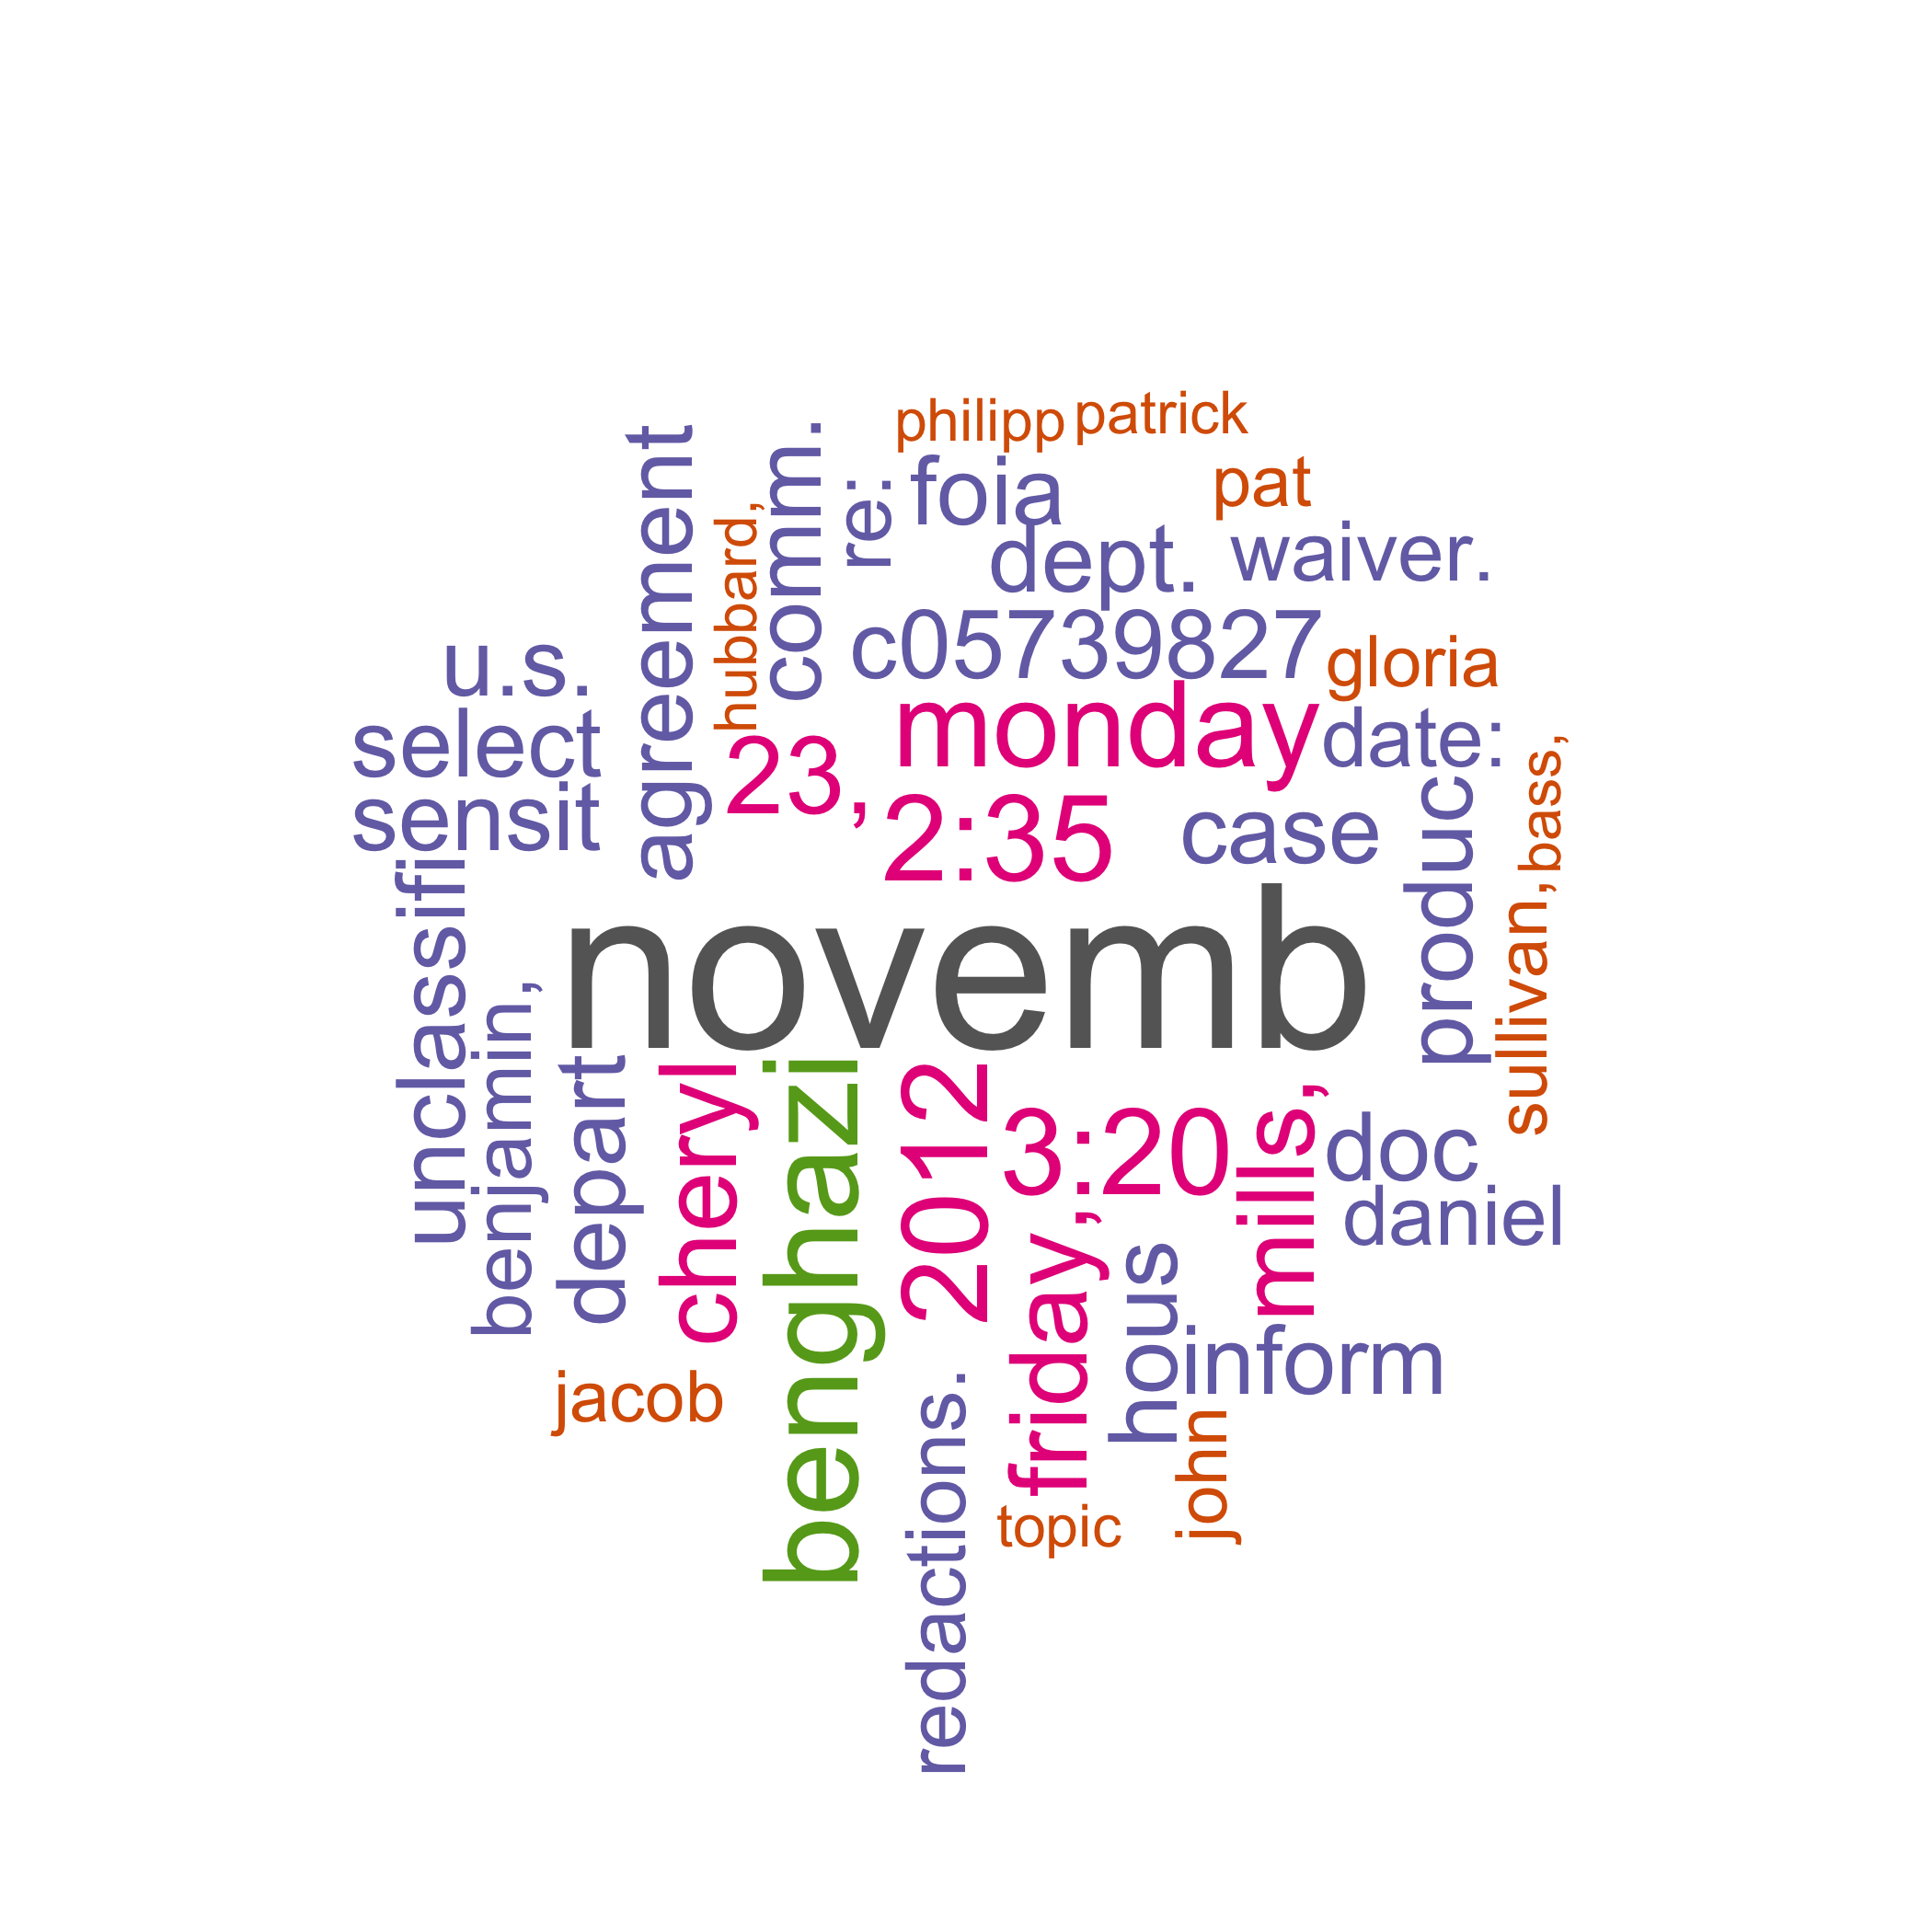 philipp patrick
foia
pat
re:
dept.
waiver.
comm.
agreement
hubbard,
c05739827
gloria
u.s.
monday
date:
select
23,
2:35
case
sensit
produc
bass,
sullivan,
unclassifi
novemb
benjamin,
depart
cheryl
benghazi
2012
3:20
mills,
doc
daniel
friday,
hous
inform
jacob
redactions.
john
topic